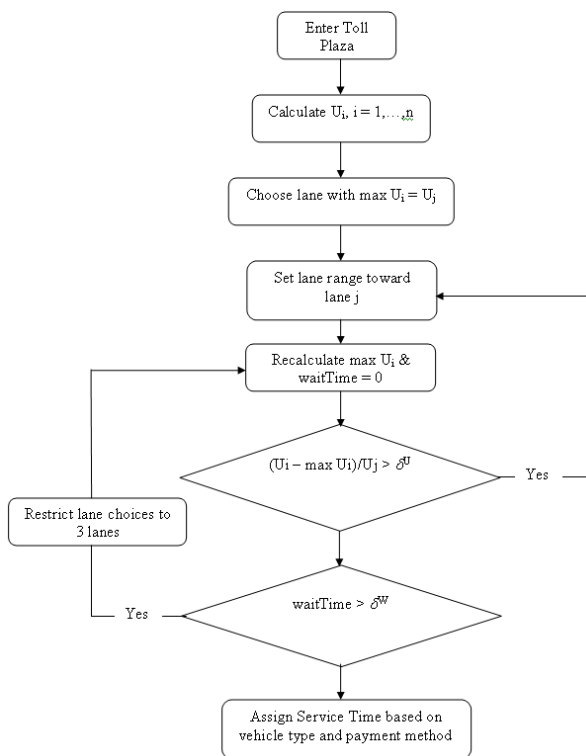 Enter Toll
Plaza
Calculate Ui, i = 1,…,n
Choose lane with max Ui = Uj
Set lane range toward
lane j
Recalculate max Ui &
waitTime = 0
(Ui – max Ui)/Uj > δU
Yes
Restrict lane choices to
3 lanes
waitTime > δW
Yes
Assign Service Time based on
vehicle type and payment method